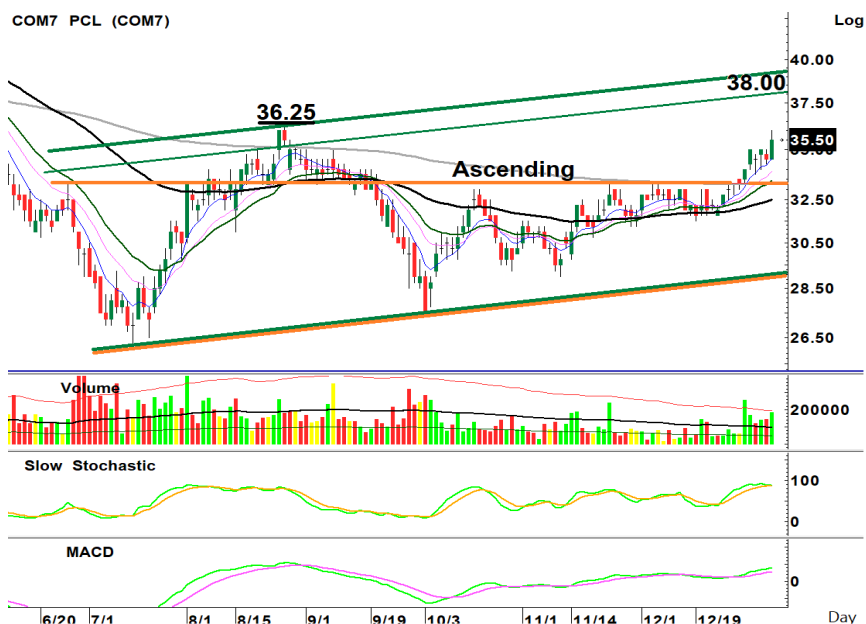 COM7 PCL (COM7)
Log
40.00
38.00
37.50
36.25
35.50
35.00
Ascending
32.50
30.50
28.50
26.50
Volume
200000
Slow Stochastic
100
0
MACD
0
6/20 7/1 8/1 8/15 9/1 9/19 10/3 11/1 11/14 12/1 12/19 Day